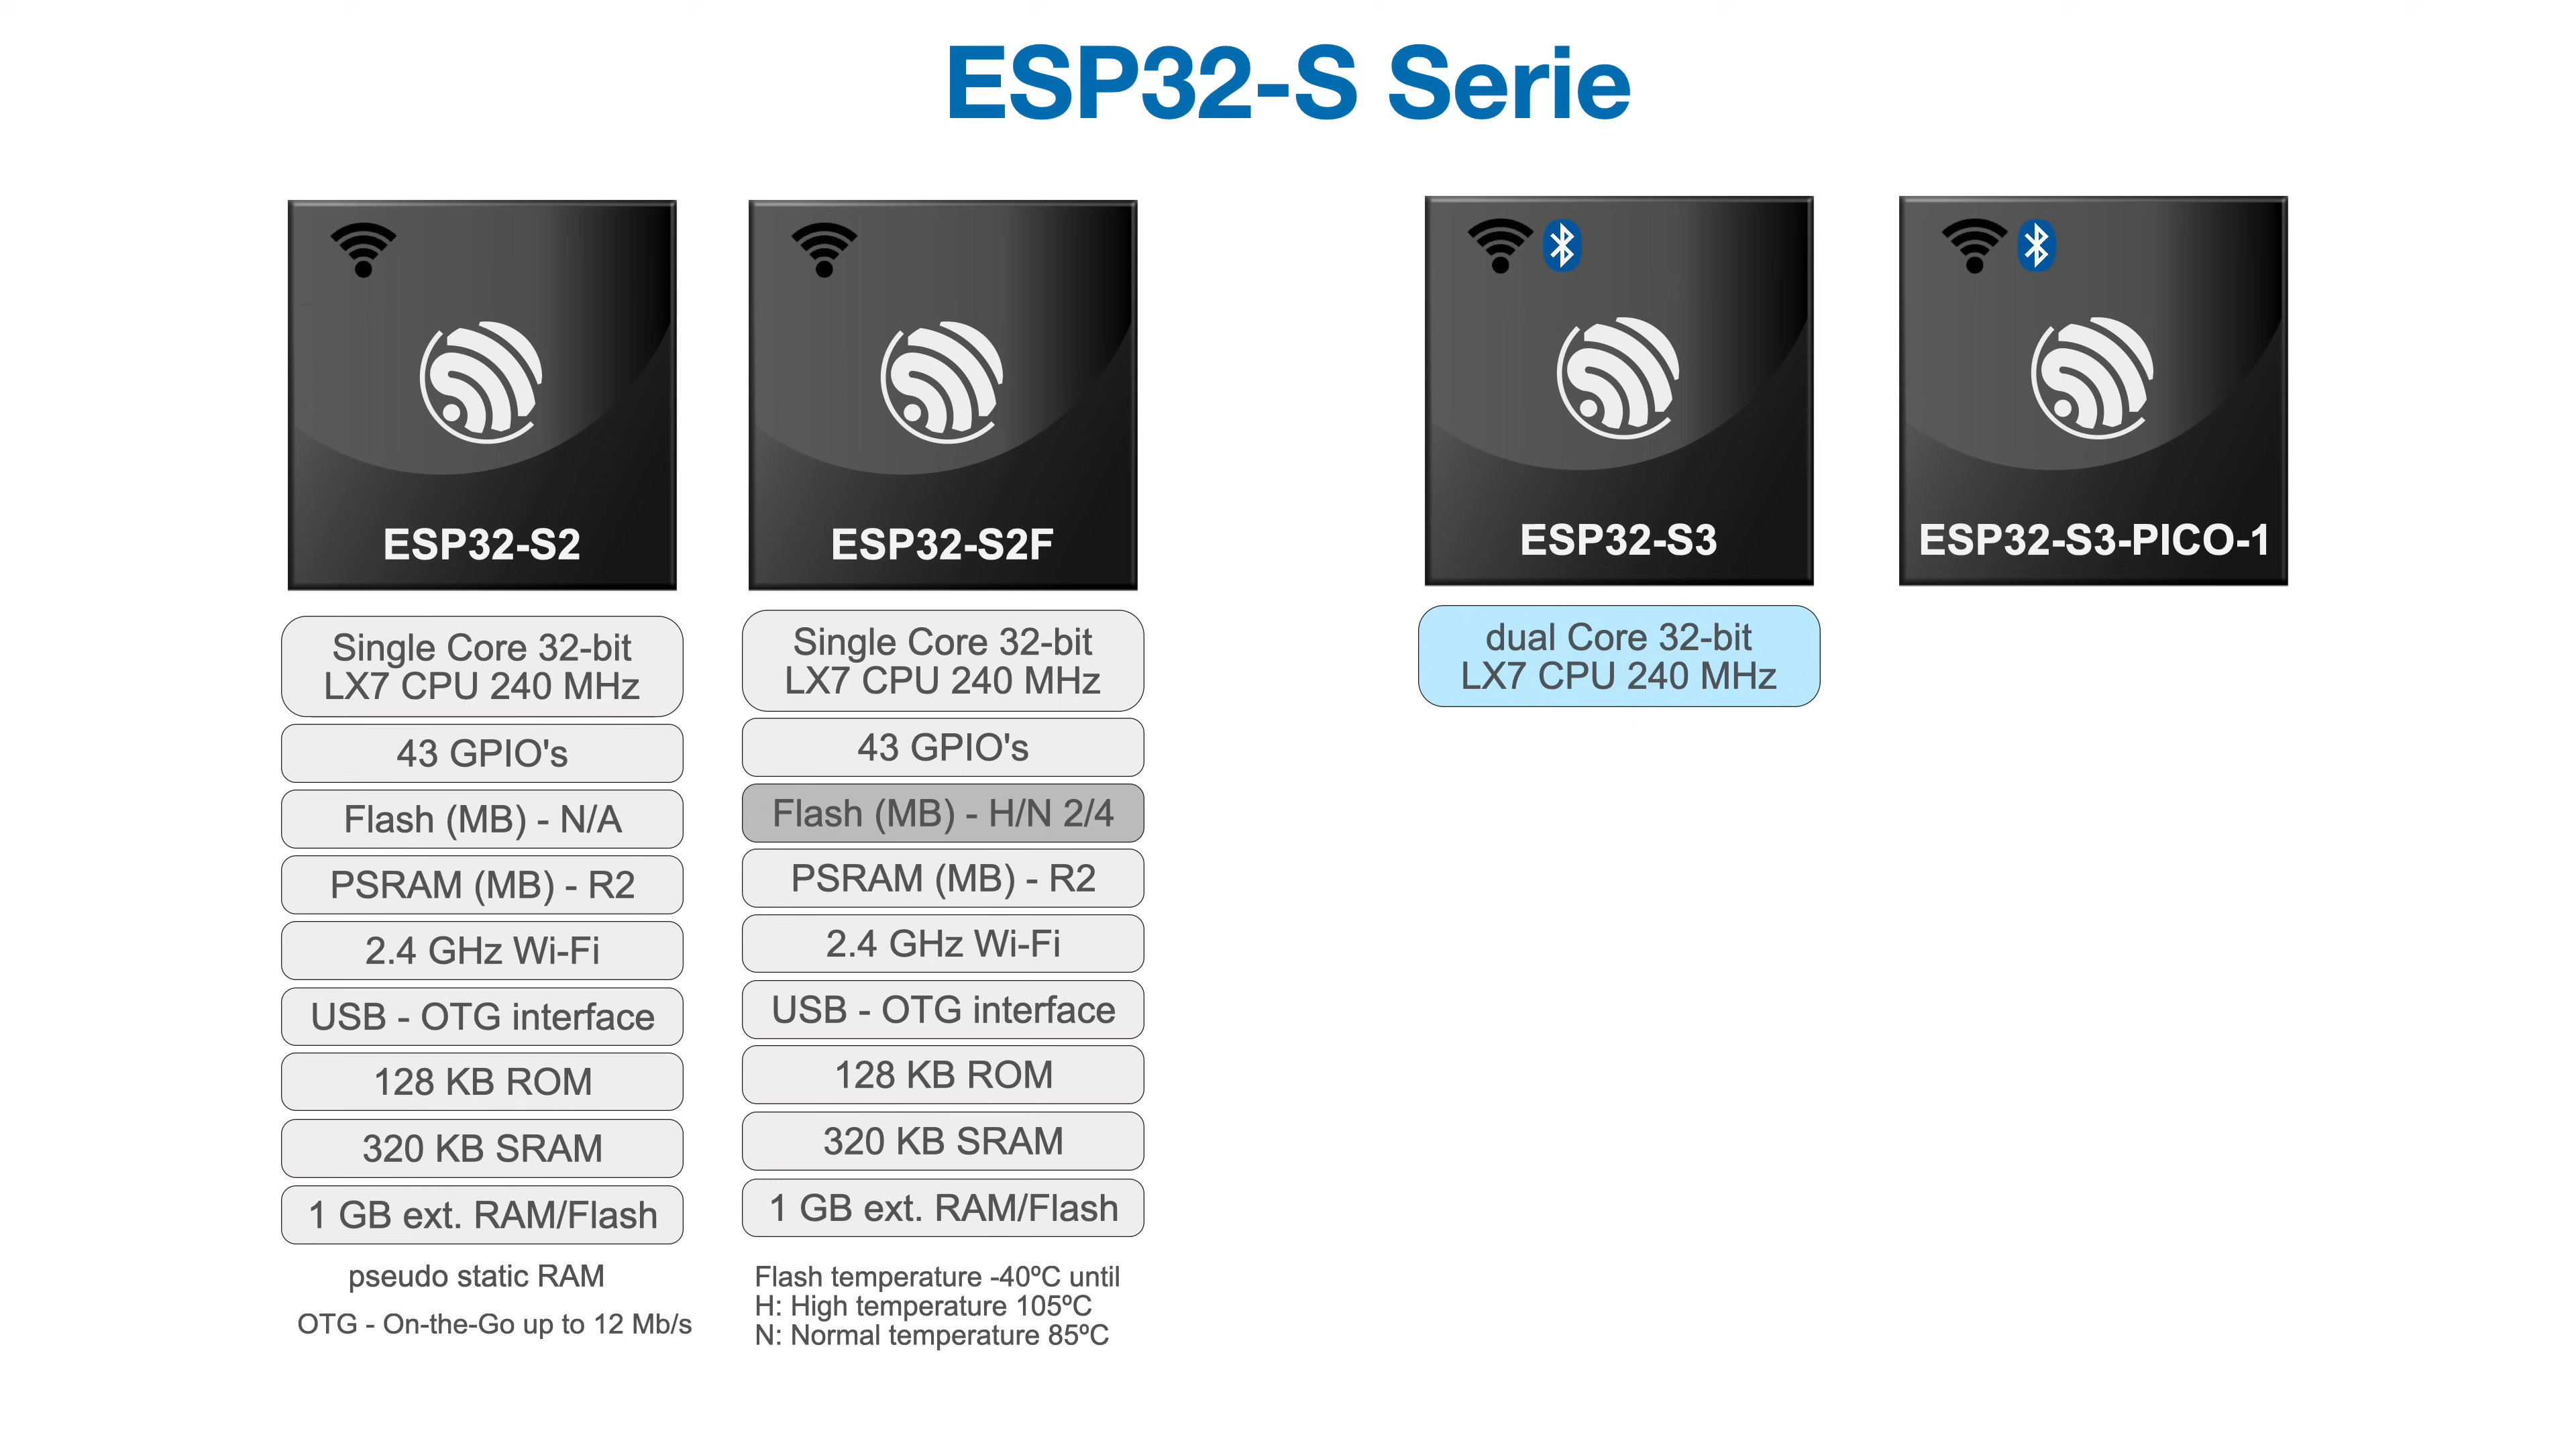 ESP32-S Serie
ESP32-S2
Single Core 32-bit
LX7 CPU 240 MHz
43 GPIO's
Flash (MB) - N/A
PSRAM (MB) - R2
2.4 GHz Wi-Fi
USB - OTG interface
128 KB ROM
320 KB SRAM
1 GB ext. RAM/Flash
pseudo static RAM
OTG - On-the-Go up to 12 Mb/s
ESP32-S2F
Single Core 32-bit
LX7 CPU 240 MHz
43 GPIO's
Flash (MB) - H/N 2/4
PSRAM (MB) - R2
2.4 GHz Wi-Fi
USB - OTG interface
128 KB ROM
320 KB SRAM
1 GB ext. RAM/Flash
Flash temperature -40ºC until
H: High temperature 105ºC
N: Normal temperature 85ºC
ESP32-S3
dual Core 32-bit
LX7 CPU 240 MHz
ESP32-S3-PICO-1